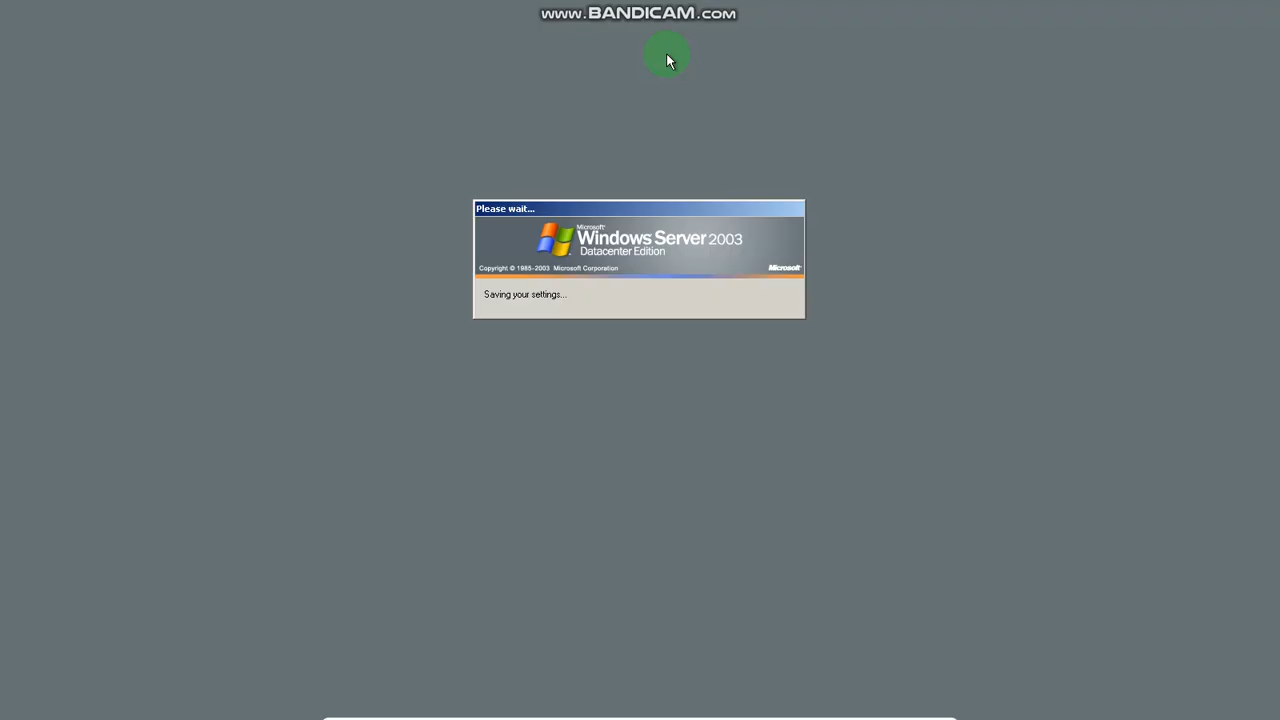 www.BANDICAM.com
Please wait...
Microsoft
Windows Server 2003
Datacenter Edition
Copyright © 1985-2003 Microsoft Corporation
Microsoft
Saving your settings...